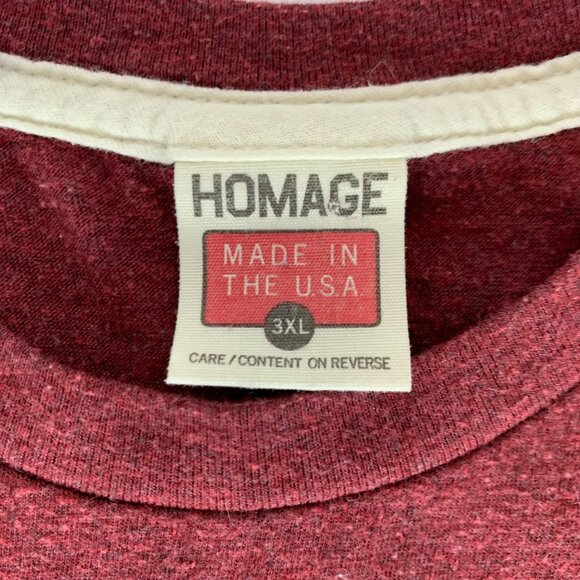 HOMAGE
MADE IN
THE U.S.A
3XL
CARE/CONTENT ON REVERSE